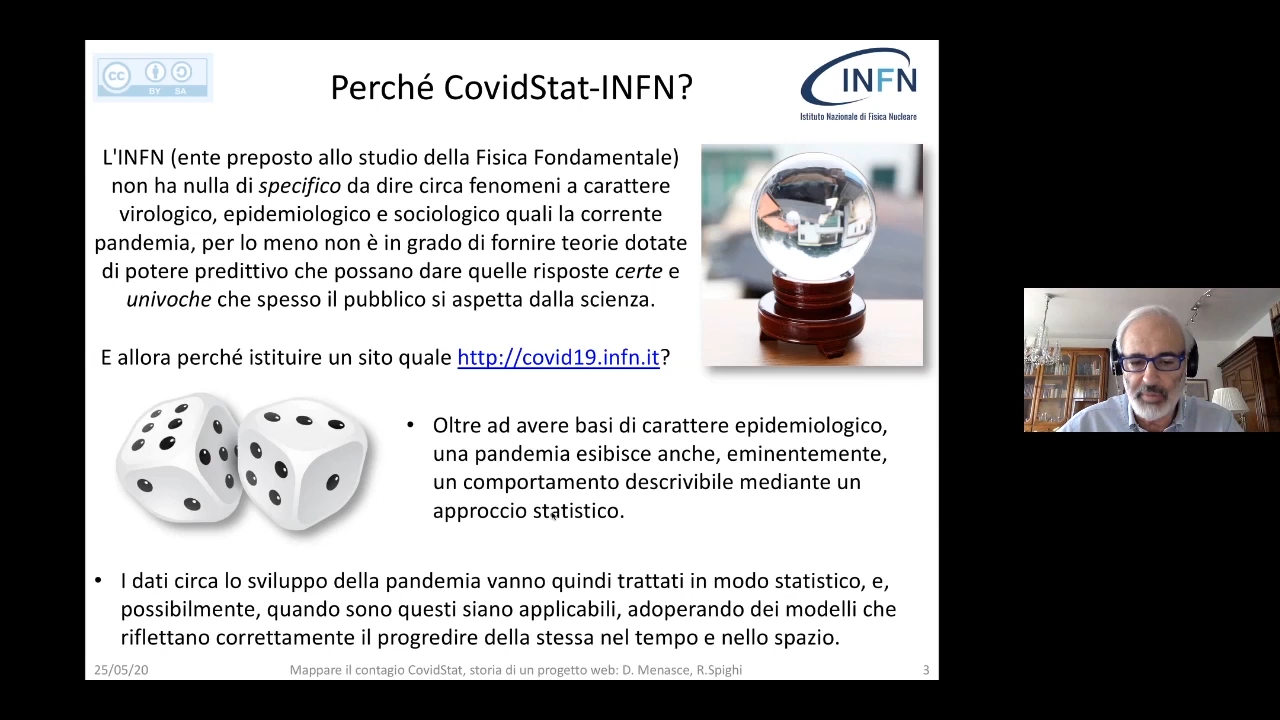 cc BY SA
Perché CovidStat-INFN?
INFN
Istituto Nazionale di Fisica Nucleare
L'INFN (ente preposto allo studio della Fisica Fondamentale)
non ha nulla di specifico da dire circa fenomeni a carattere
virologico, epidemiologico e sociologico quali la corrente
pandemia, per lo meno non è in grado di fornire teorie dotate
di potere predittivo che possano dare quelle risposte certe e
univoche che spesso il pubblico si aspetta dalla scienza.
E allora perché istituire un sito quale http://covid19.infn.it?
• Oltre ad avere basi di carattere epidemiologico,
una pandemia esibisce anche, eminentemente,
un comportamento descrivibile mediante un
approccio statistico.
• I dati circa lo sviluppo della pandemia vanno quindi trattati in modo statistico, e,
possibilmente, quando sono questi siano applicabili, adoperando dei modelli che
riflettano correttamente il progredire della stessa nel tempo e nello spazio.
25/05/20 Mappare il contagio CovidStat, storia di un progetto web: D. Menasce, R.Spighi 3